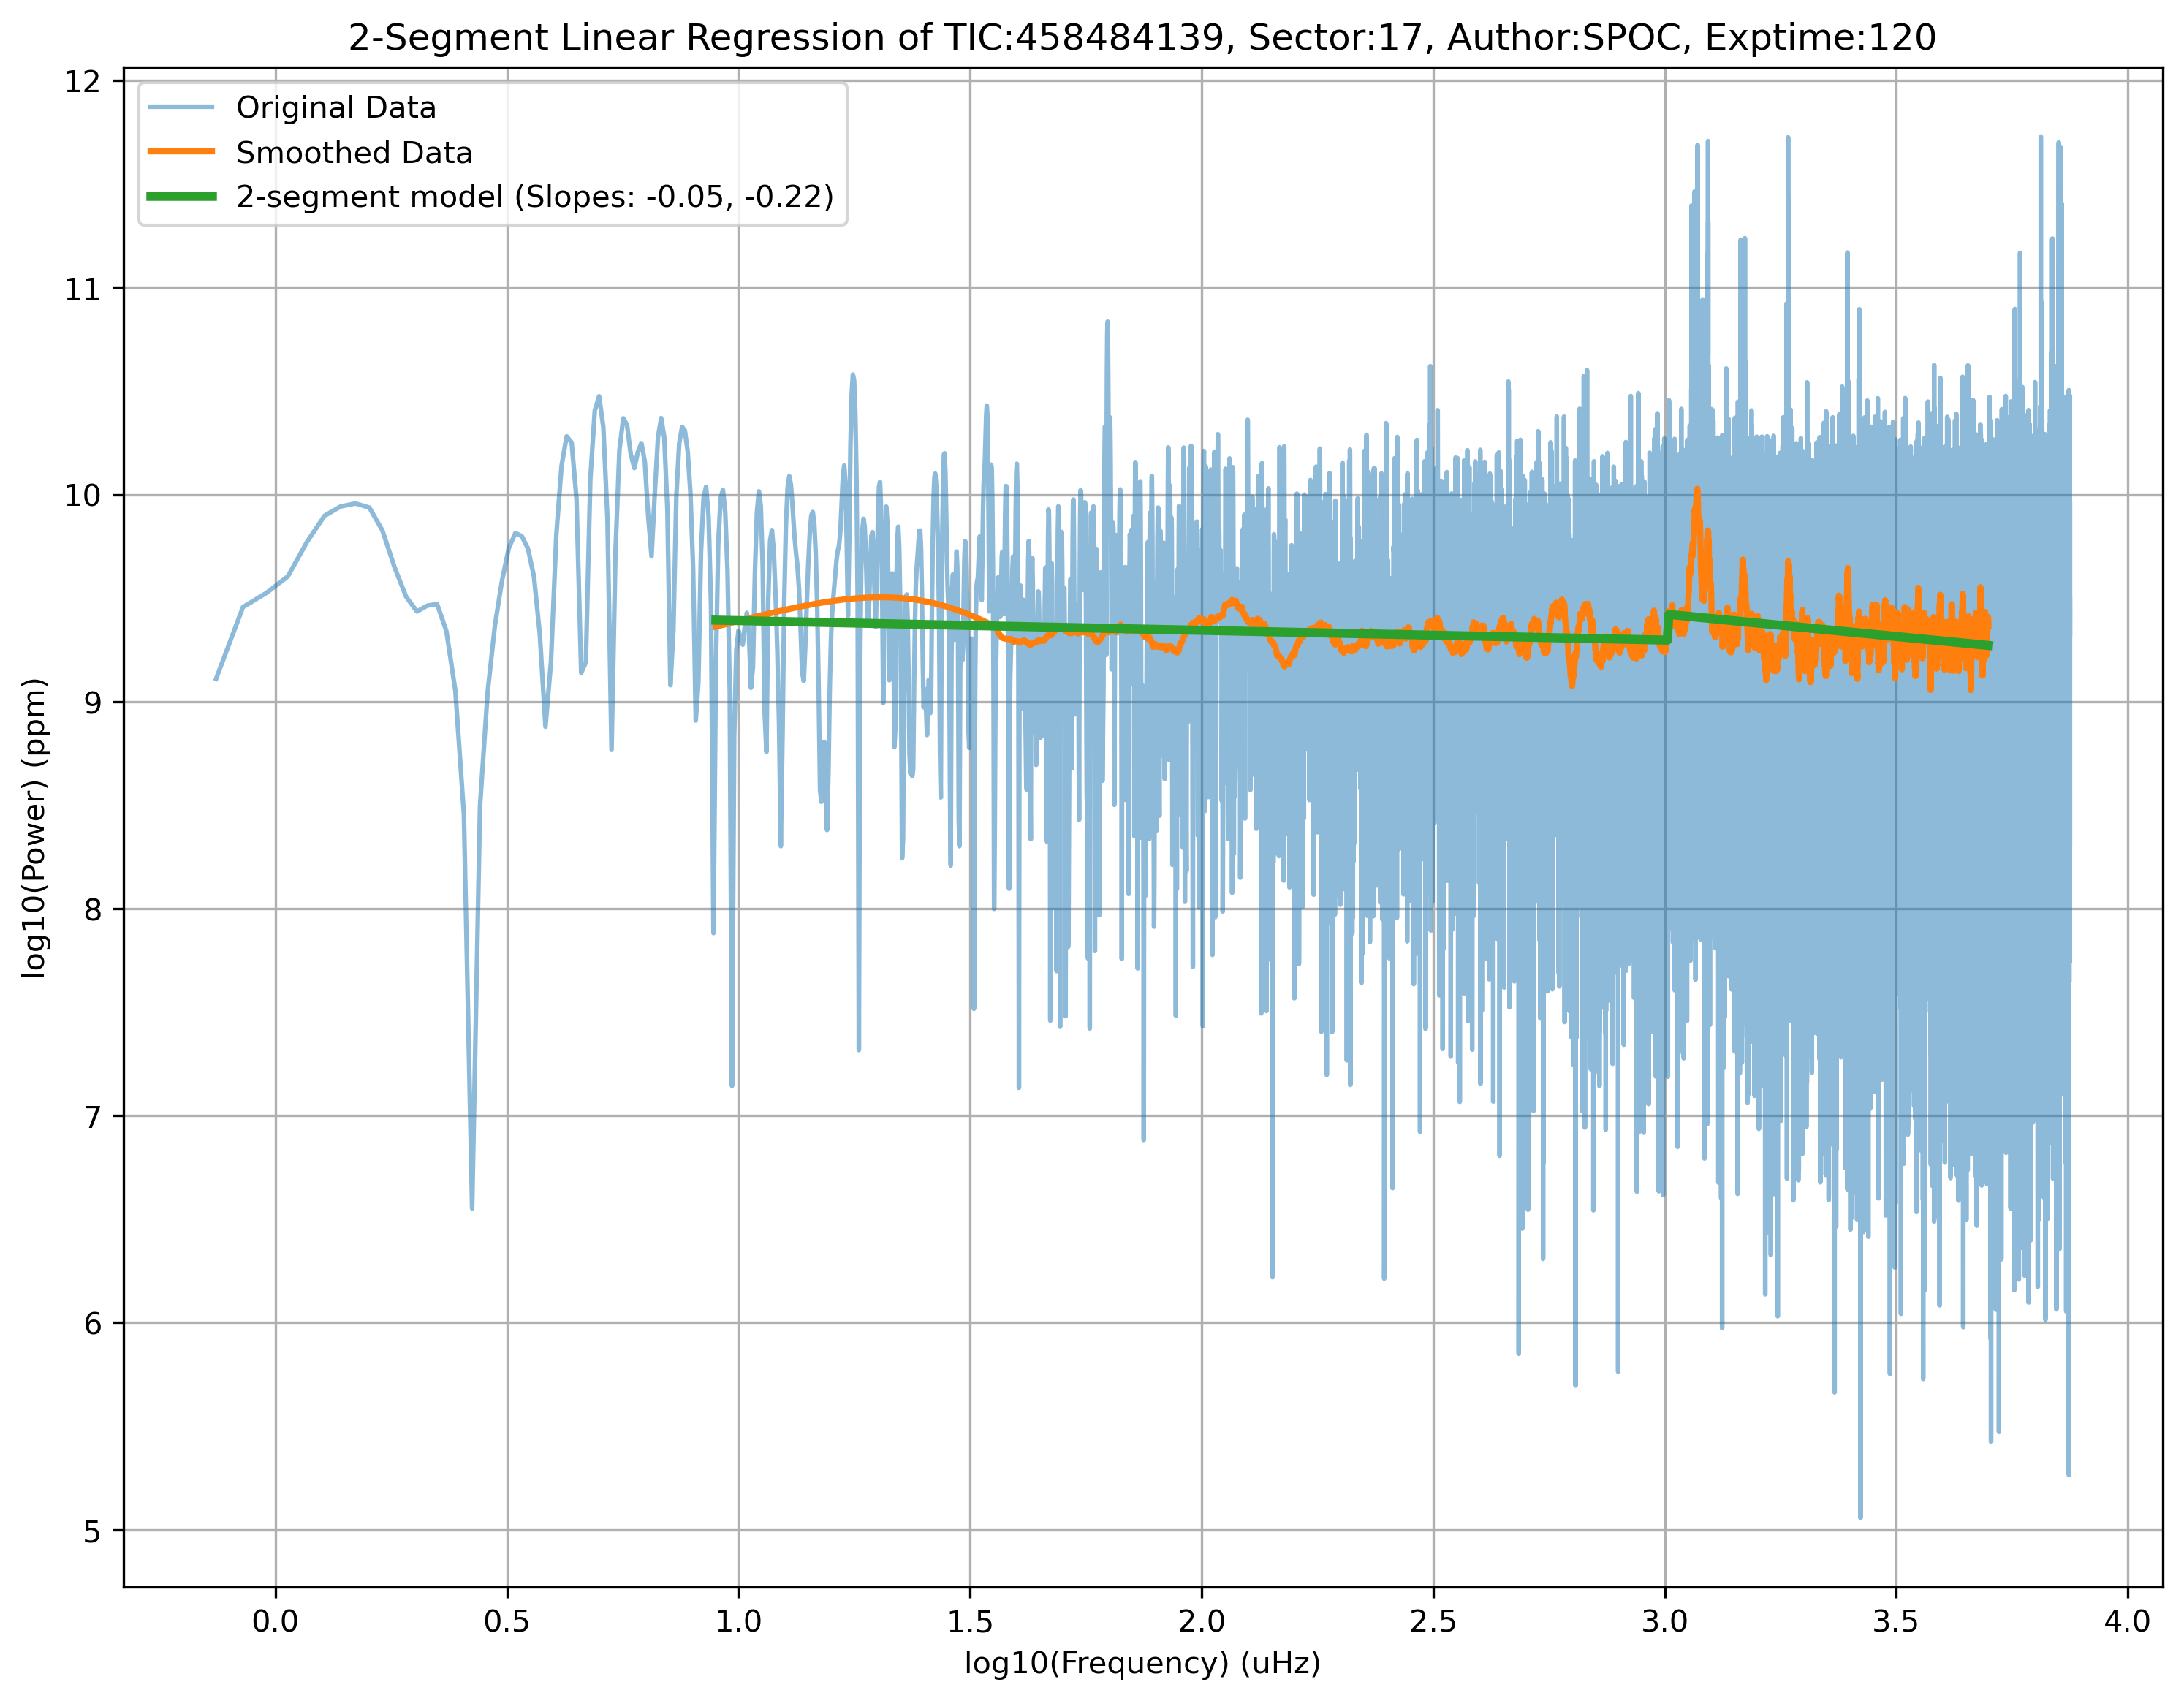 2-Segment Linear Regression of TIC:458484139, Sector:17, Author:SPOC, Exptime:120
Original Data
Smoothed Data
2-segment model (Slopes: -0.05, -0.22)
12
11
10
9
8
7
6
5
log10(Power) (ppm)
0.0 0.5 1.0 1.5 2.0 2.5 3.0 3.5 4.0
log10(Frequency) (uHz)